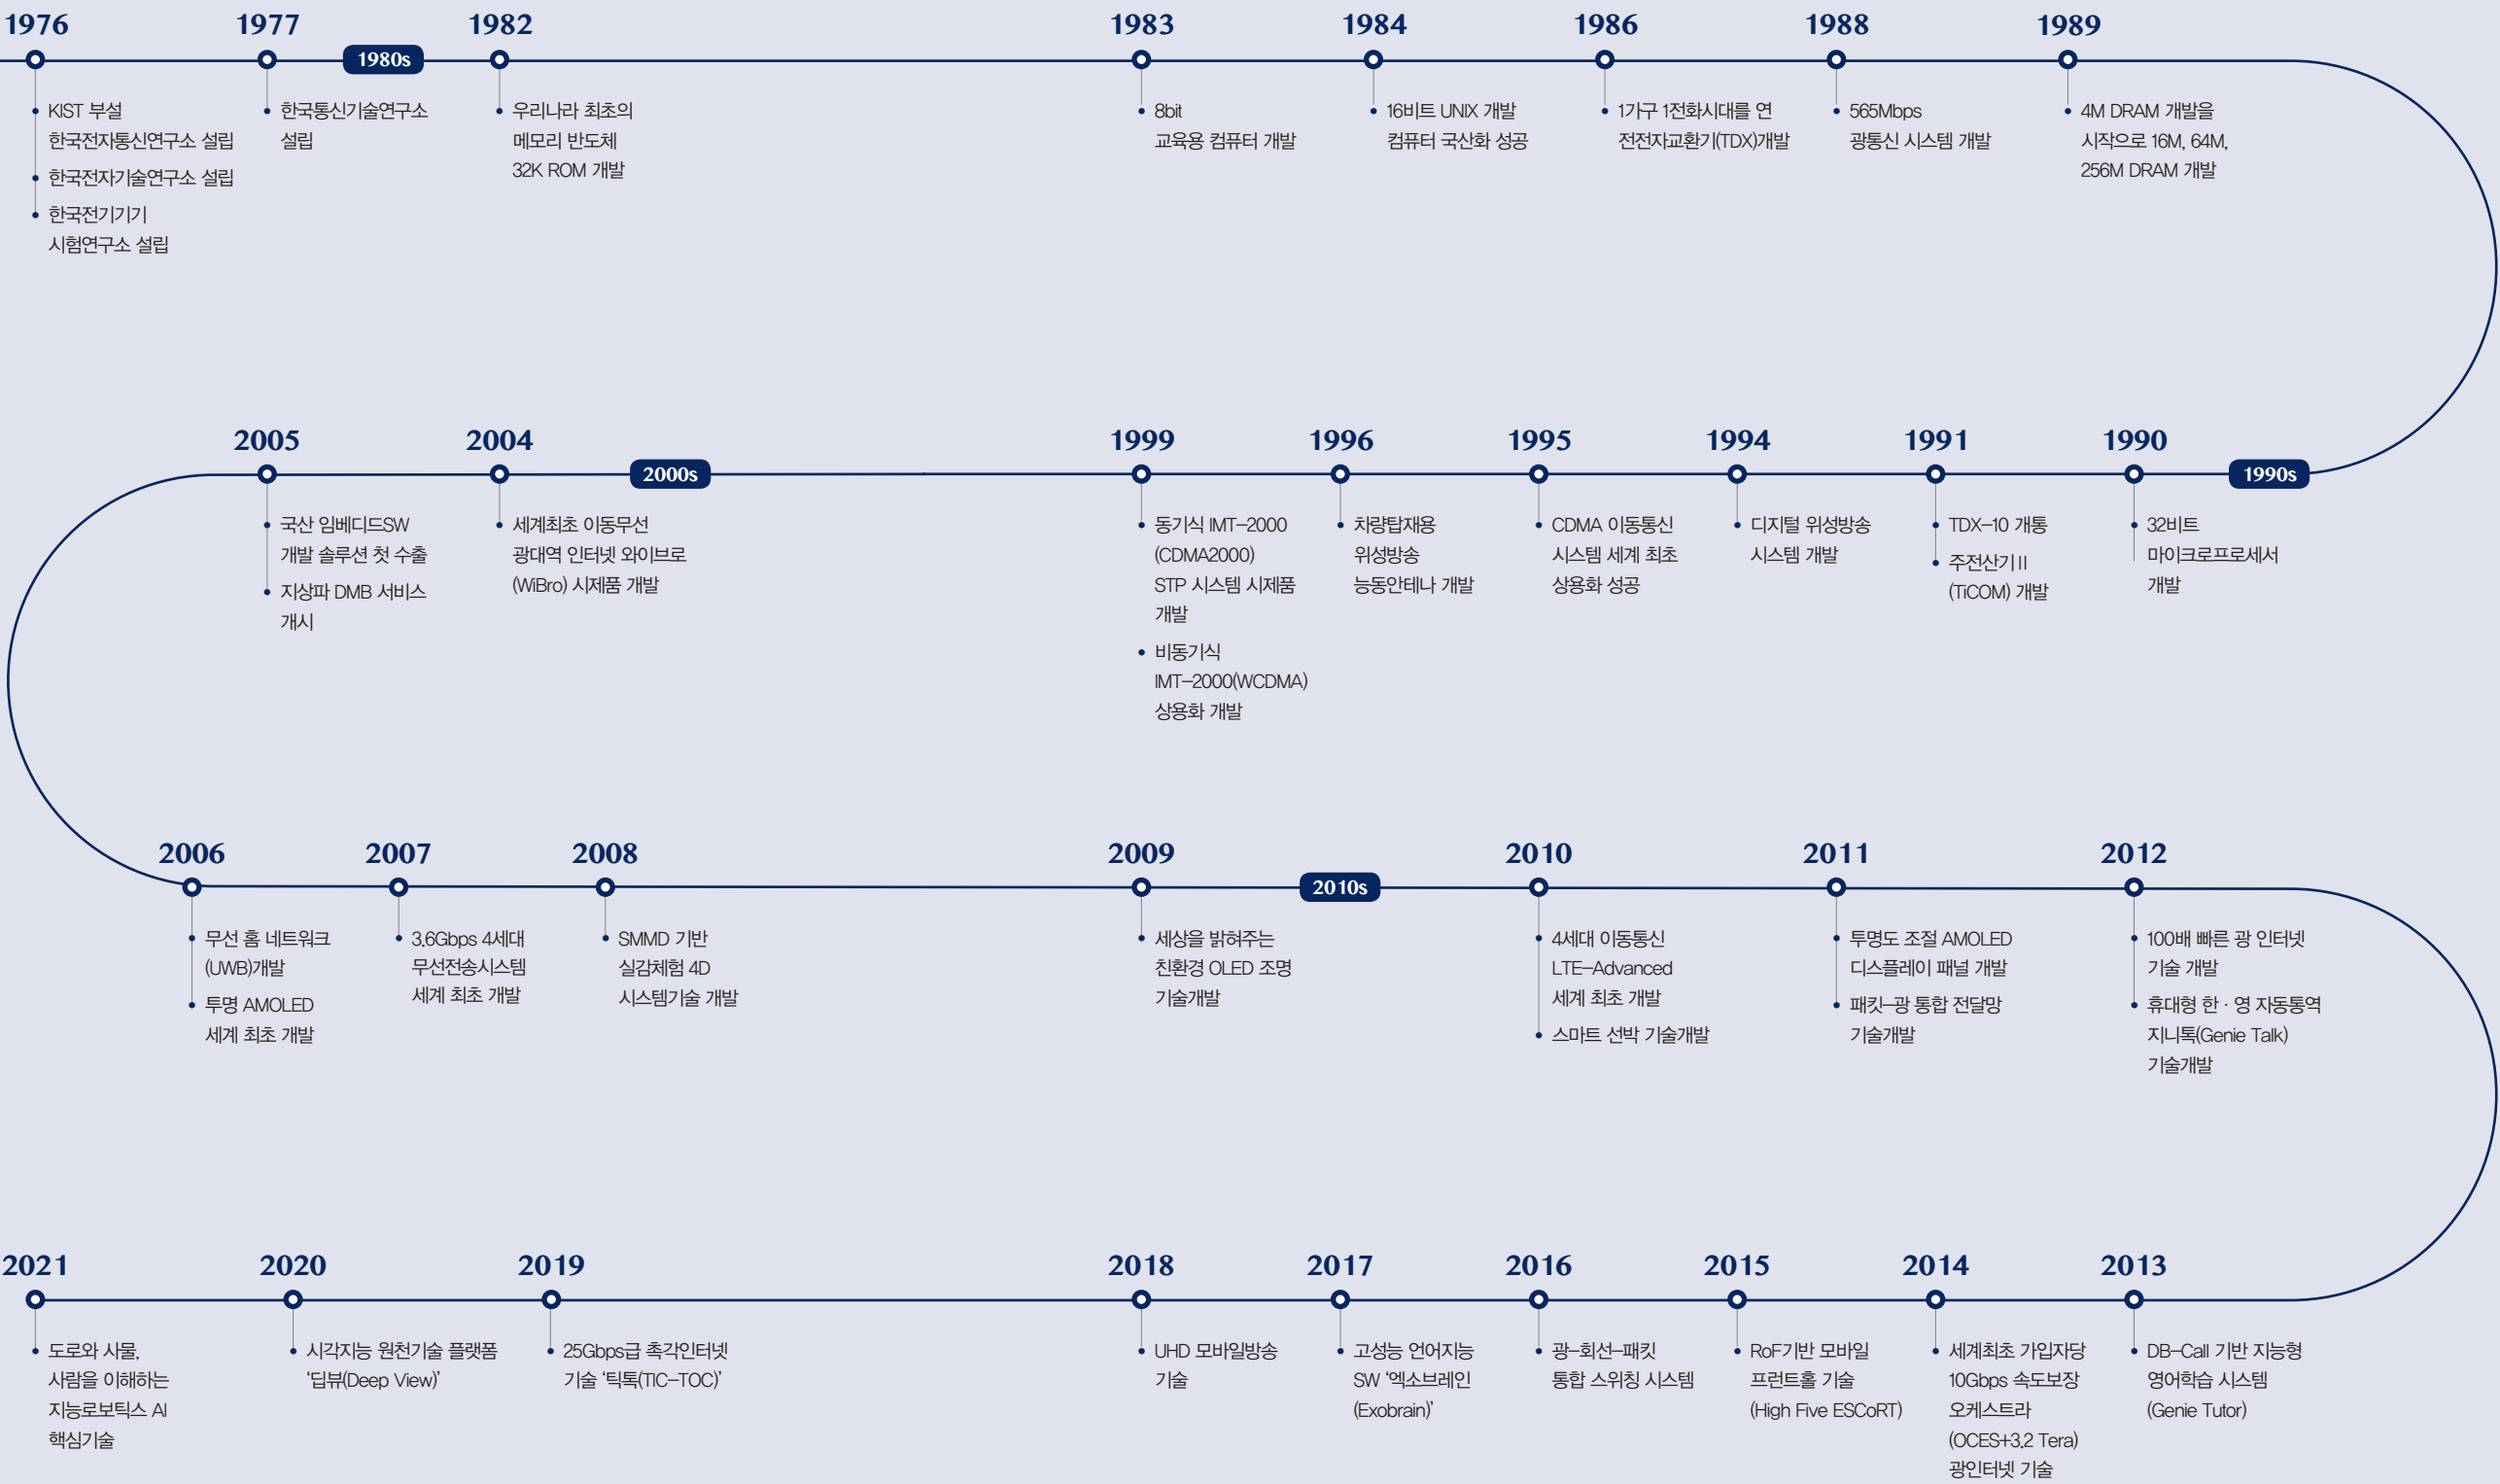 1976
KIST 부설
한국전자통신연구소 설립
한국전자기술연구소 설립
한국전기기기
시험연구소 설립
1977
한국통신기술연구소
설립
1980s
1982
우리나라 최초의
메모리 반도체
32K ROM 개발
1983
8bit
교육용 컴퓨터 개발
1984
16비트 UNIX 개발
컴퓨터 국산화 성공
1986
1가구 1전화시대를 연
전전자교환기(TDX)개발
1988
565Mbps
광통신 시스템 개발
1989
4M DRAM 개발을
시작으로 16M, 64M,
256M DRAM 개발
1990s
1990
32비트
마이크로프로세서
개발
1991
TDX-10 개통
주전산기Ⅱ
(TiCOM) 개발
1994
디지털 위성방송
시스템 개발
1995
CDMA 이동통신
시스템 세계 최초
상용화 성공
1996
차량탑재용
위성방송
능동안테나 개발
1999
동기식 IMT-2000
(CDMA2000)
STP 시스템 시제품
개발
비동기식
IMT-2000(WCDMA)
상용화 개발
2000s
2004
세계최초 이동무선
광대역 인터넷 와이브로
(WiBro) 시제품 개발
2005
국산 임베디드SW
개발 솔루션 첫 수출
지상파 DMB 서비스
개시
2006
무선 홈 네트워크
(UWB)개발
투명 AMOLED
세계 최초 개발
2007
3.6Gbps 4세대
무선전송시스템
세계 최초 개발
2008
SMMD 기반
실감체험 4D
시스템기술 개발
2009
세상을 밝혀주는
친환경 OLED 조명
기술개발
2010s
2010
4세대 이동통신
LTE-Advanced
세계 최초 개발
스마트 선박 기술개발
2011
투명도 조절 AMOLED
디스플레이 패널 개발
패킷-광 통합 전달망
기술개발
2012
100배 빠른 광 인터넷
기술 개발
휴대형 한·영 자동통역
지니톡(Genie Talk)
기술개발
2013
DB-Call 기반 지능형
영어학습 시스템
(Genie Tutor)
2014
세계최초 가입자당
10Gbps 속도보장
오케스트라
(OCES+3.2 Tera)
광인터넷 기술
2015
RoF기반 모바일
프런트홀 기술
(High Five ESCoRT)
2016
광-회선-패킷
통합 스위칭 시스템
2017
고성능 언어지능
SW ‘엑소브레인
(Exobrain)’
2018
UHD 모바일방송
기술
2019
25Gbps급 촉각인터넷
기술 ‘틱톡(TIC-TOC)’
2020
시각지능 원천기술 플랫폼
‘딥뷰(Deep View)’
2021
도로와 사물,
사람을 이해하는
지능로보틱스 AI
핵심기술